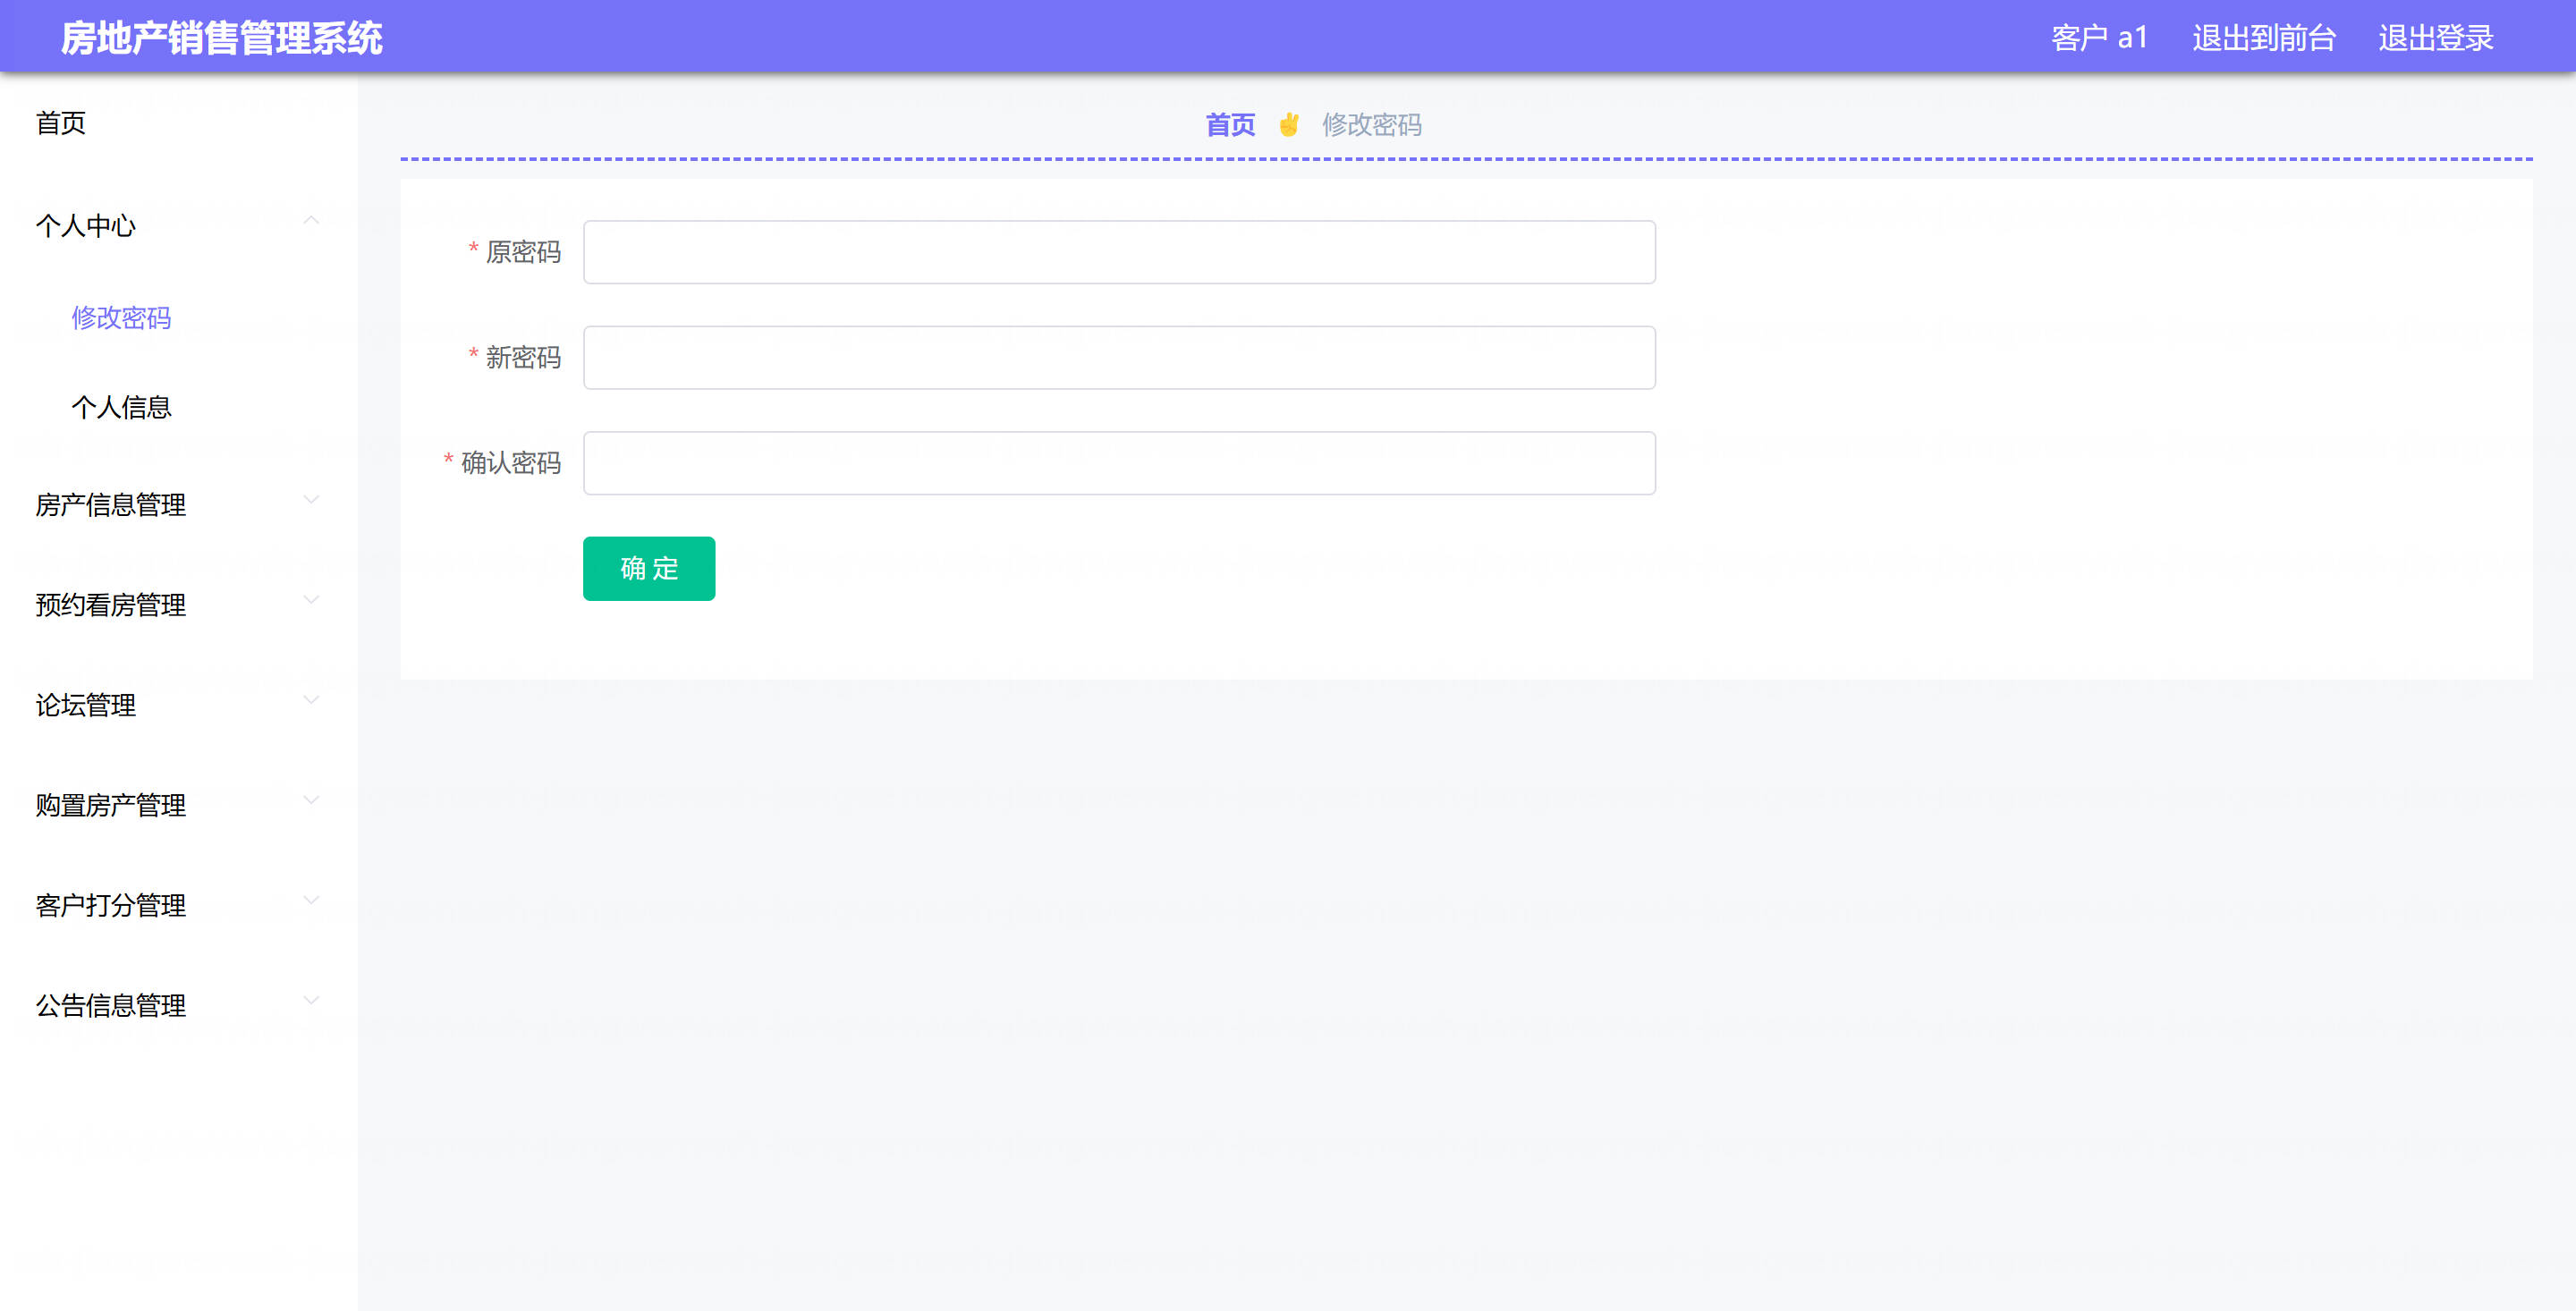 房地产销售管理系统
客户 a1 退出到前台 退出登录
首页
个人中心
修改密码
个人信息
房产信息管理
预约看房管理
论坛管理
购置房产管理
客户打分管理
公告信息管理
首页 ✌ 修改密码
* 原密码
* 新密码
* 确认密码
确 定